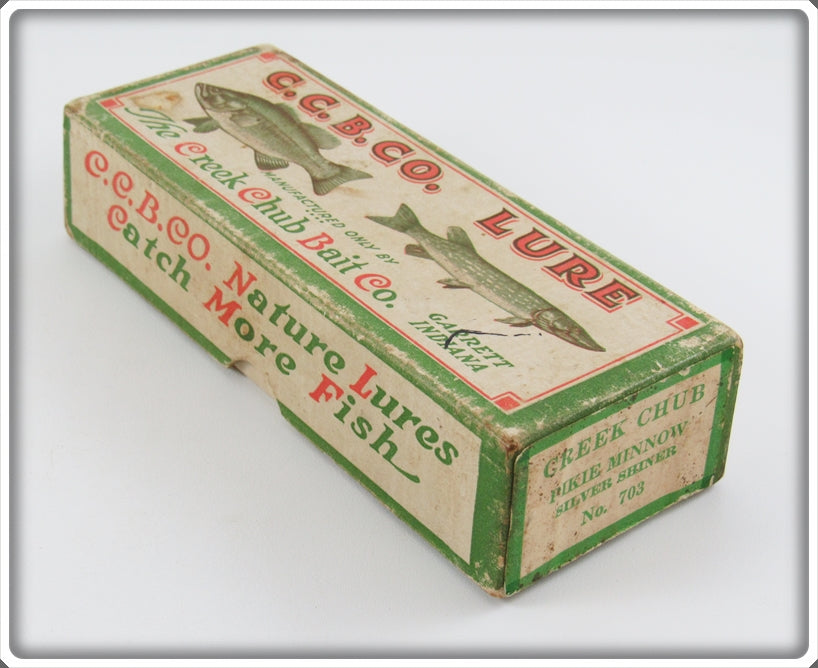 C.C.B.CO. LURE
The Creek Chub Bait Co.
MANUFACTURED ONLY BY
GARRETT
INDIANA
C.C.B.CO. Nature Lures
Catch More Fish
CREEK CHUB
PIKIE MINNOW
SILVER SHINER
No. 703